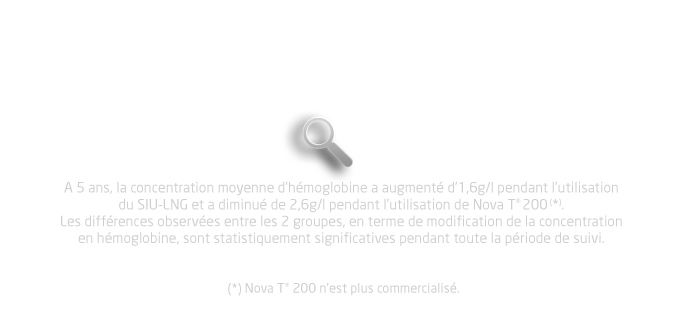 A 5 ans, la concentration moyenne d'hémoglobine a augmenté d'1,6g/l pendant l'utilisation
du SIU-LNG et a diminué de 2,6g/l pendant l'utilisation de Nova T® 200(*).
Les différences observées entre les 2 groupes, en terme de modification de la concentration
en hémoglobine, sont statistiquement significatives pendant toute la période de suivi.
(*) Nova T® 200 n'est plus commercialisé.